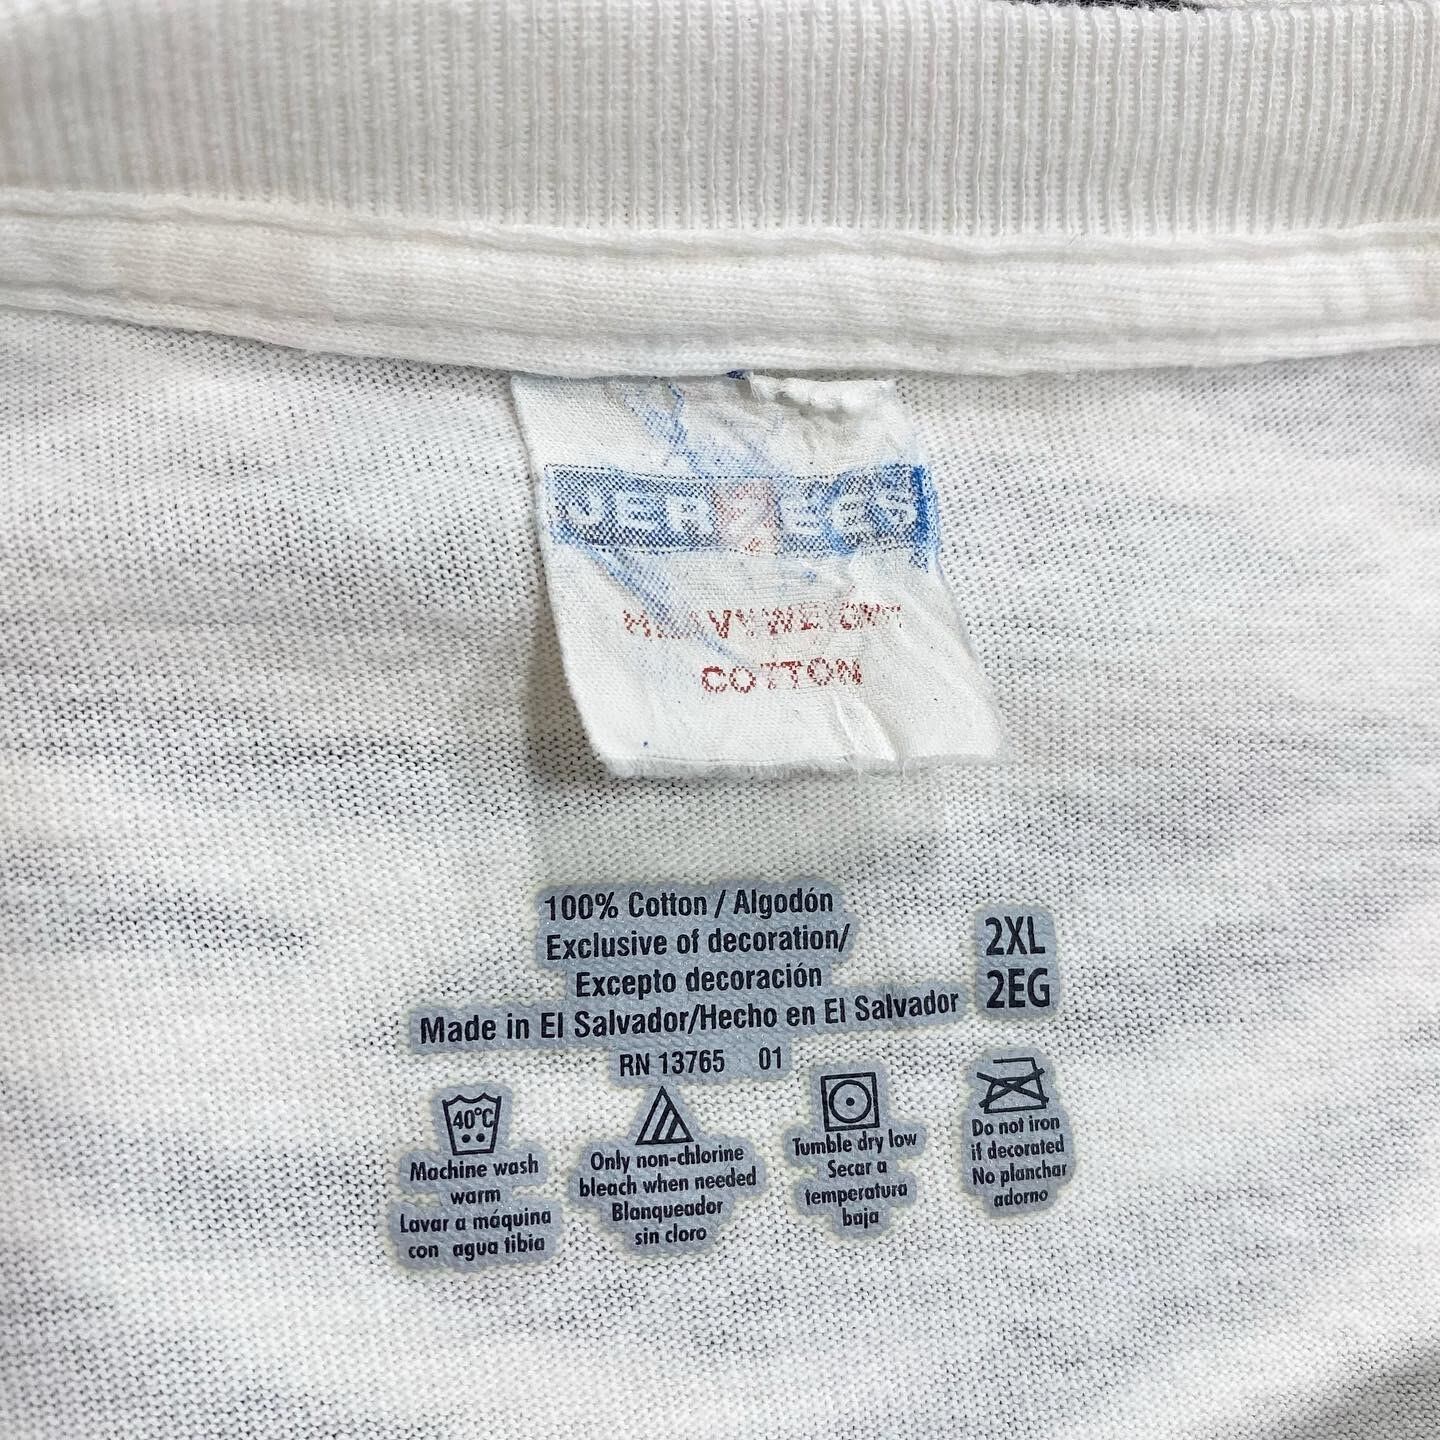 JERZEES
HEAVYWEIGHT
COTTON
100% Cotton / Algodón
Exclusive of decoration/
Excepto decoración
Made in El Salvador/Hecho en El Salvador
RN 13765 01
2XL
2EG
40°C
Machine wash
warm
Lavar a máquina
con agua tibia
Only non-chlorine
bleach when needed
Blanqueador
sin cloro
Tumble dry low
Secar a
temperatura
baja
Do not iron
if decorated
No planchar
adorno